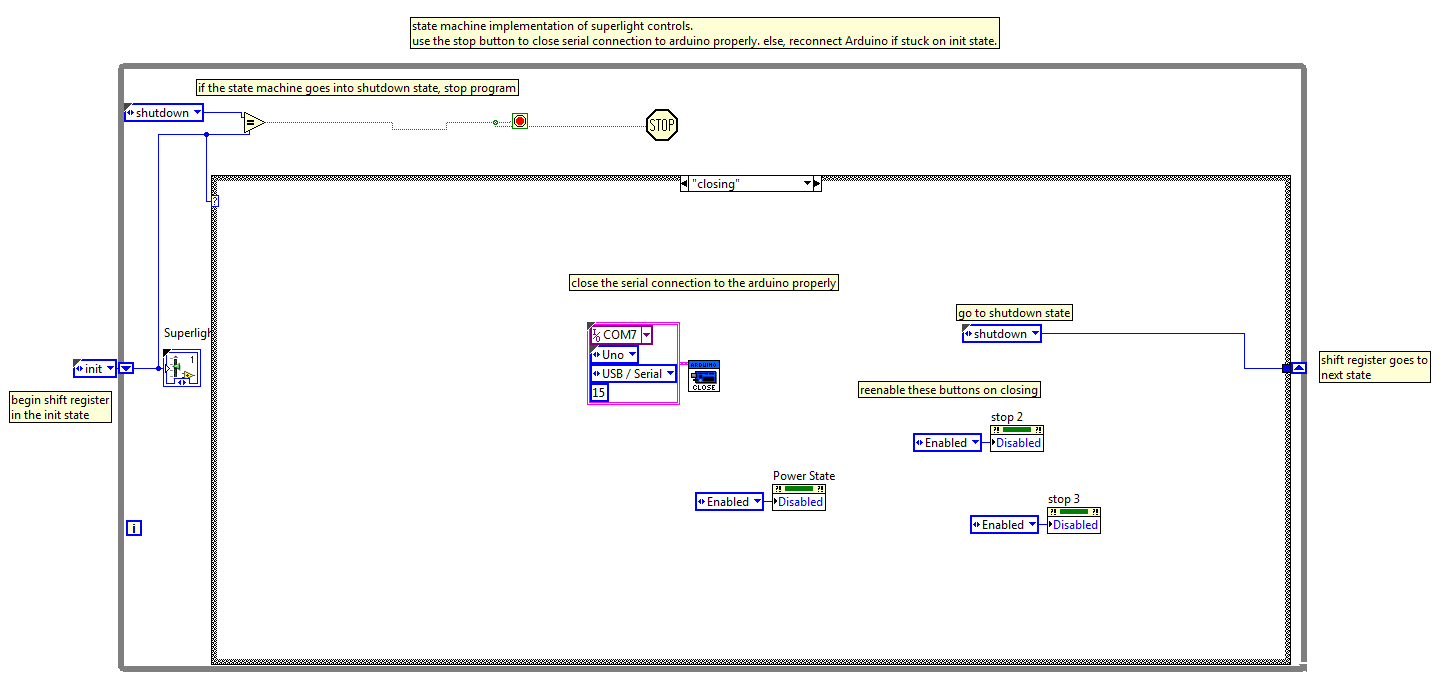 state machine implementation of superlight controls.
use the stop button to close serial connection to arduino properly. else, reconnect Arduino if stuck on init state.
if the state machine goes into shutdown state, stop program
shutdown
=
STOP
"closing"
?
close the serial connection to the arduino properly
go to shutdown state
COM7
shutdown
Superligh
1
Uno
init
USB / Serial
ARDUINO
CLOSE
shift register goes to
next state
15
reenable these buttons on closing
begin shift register
in the init state
stop 2
?! ?!
Enabled
Disabled
Power State
?! ?!
Enabled
Disabled
stop 3
?! ?!
Enabled
Disabled
i